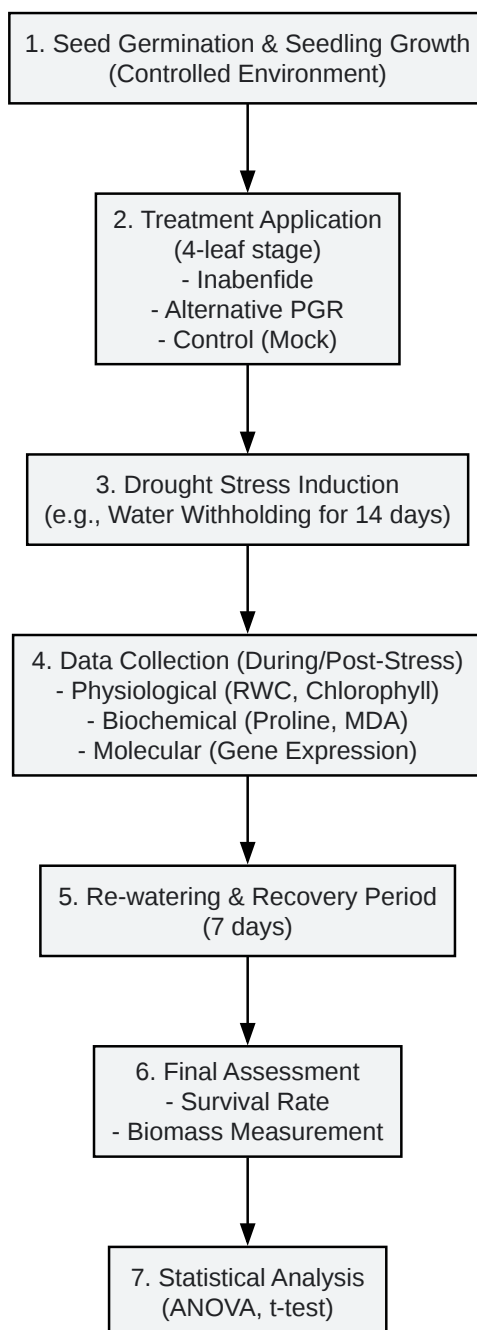 1. Seed Germination & Seedling Growth
(Controlled Environment)
2. Treatment Application
(4-leaf stage)
- Inabenfide
- Alternative PGR
- Control (Mock)
3. Drought Stress Induction
(e.g., Water Withholding for 14 days)
4. Data Collection (During/Post-Stress)
- Physiological (RWC, Chlorophyll)
- Biochemical (Proline, MDA)
- Molecular (Gene Expression)
5. Re-watering & Recovery Period
(7 days)
6. Final Assessment
- Survival Rate
- Biomass Measurement
7. Statistical Analysis
(ANOVA, t-test)